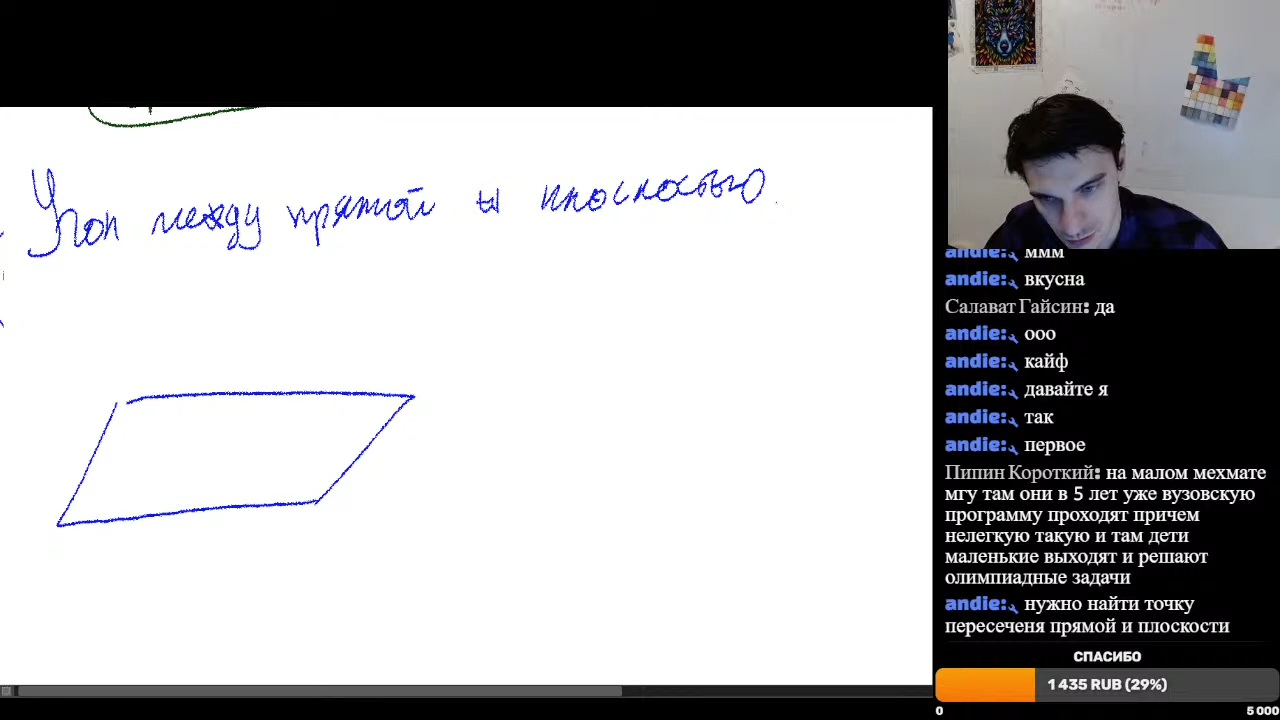 Угол между прямой и плоскостью.
andie: ммм
andie: вкусна
Салават Гайсин: да
andie: ооо
andie: кайф
andie: давайте я
andie: так
andie: первое
Пипин Короткий: на малом мехмате
мгу там они в 5 лет уже вузовскую
программу проходят причем
нелегкую такую и там дети
маленькие выходят и решают
олимпиадные задачи
andie: нужно найти точку
пересеченя прямой и плоскости
СПАСИБО
1 435 RUB (29%)
0 5 000